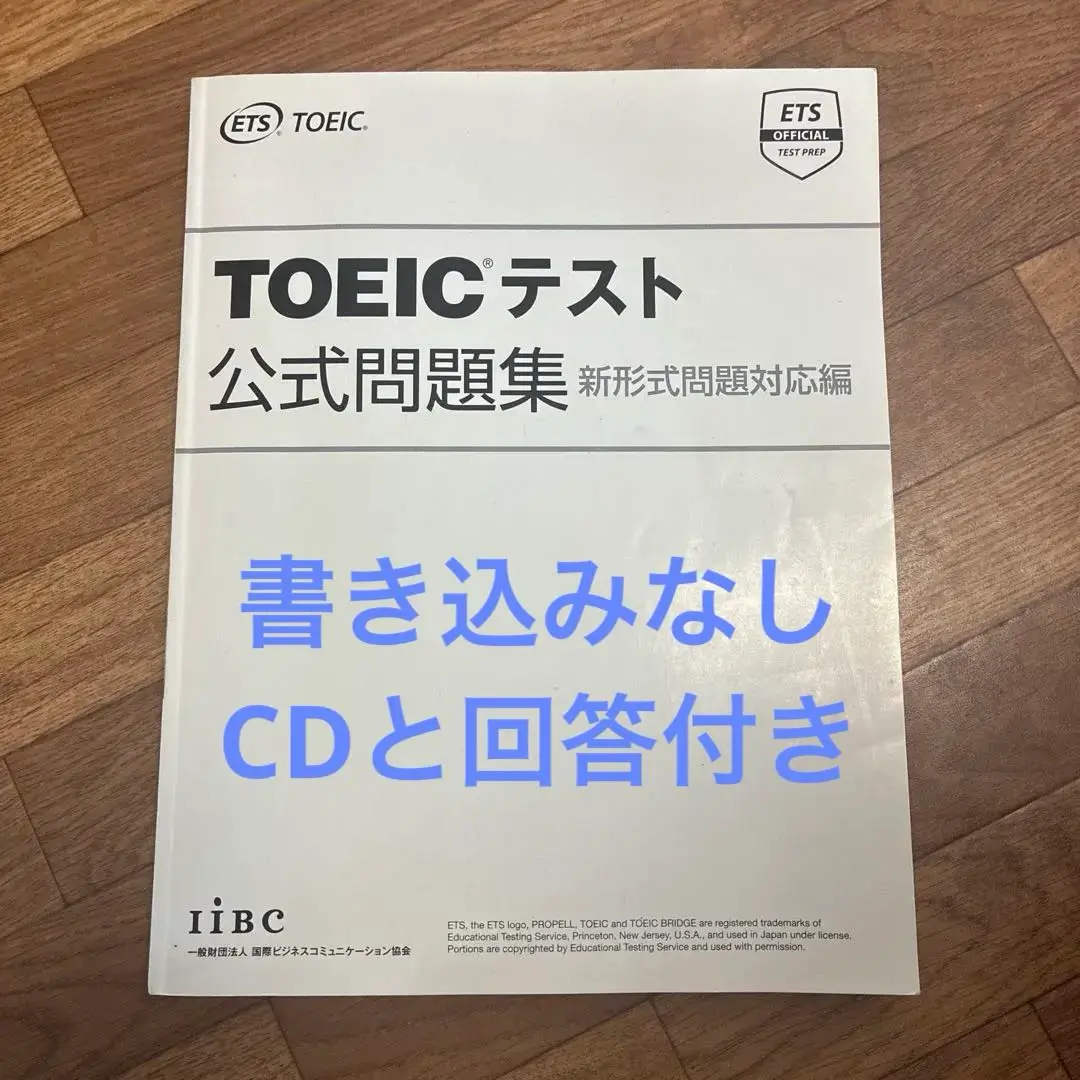 ETS® TOEIC®
ETS
OFFICIAL
TEST PREP
TOEIC®テスト
公式問題集 新形式問題対応編
書き込みなし
CDと回答付き
IIBC
一般財団法人 国際ビジネスコミュニケーション協会
ETS, the ETS logo, PROPELL, TOEIC and TOEIC BRIDGE are registered trademarks of
Educational Testing Service, Princeton, New Jersey, U.S.A., and used in Japan under license.
Portions are copyrighted by Educational Testing Service and used with permission.